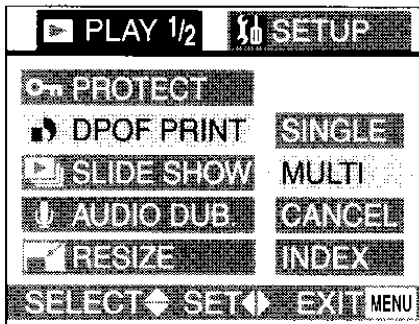 PLAY 1/2 SETUP
PROTECT
DPOF PRINT SINGLE
SLIDE SHOW MULTI
AUDIO DUB. CANCEL
RESIZE INDEX
SELECT SET EXIT MENU